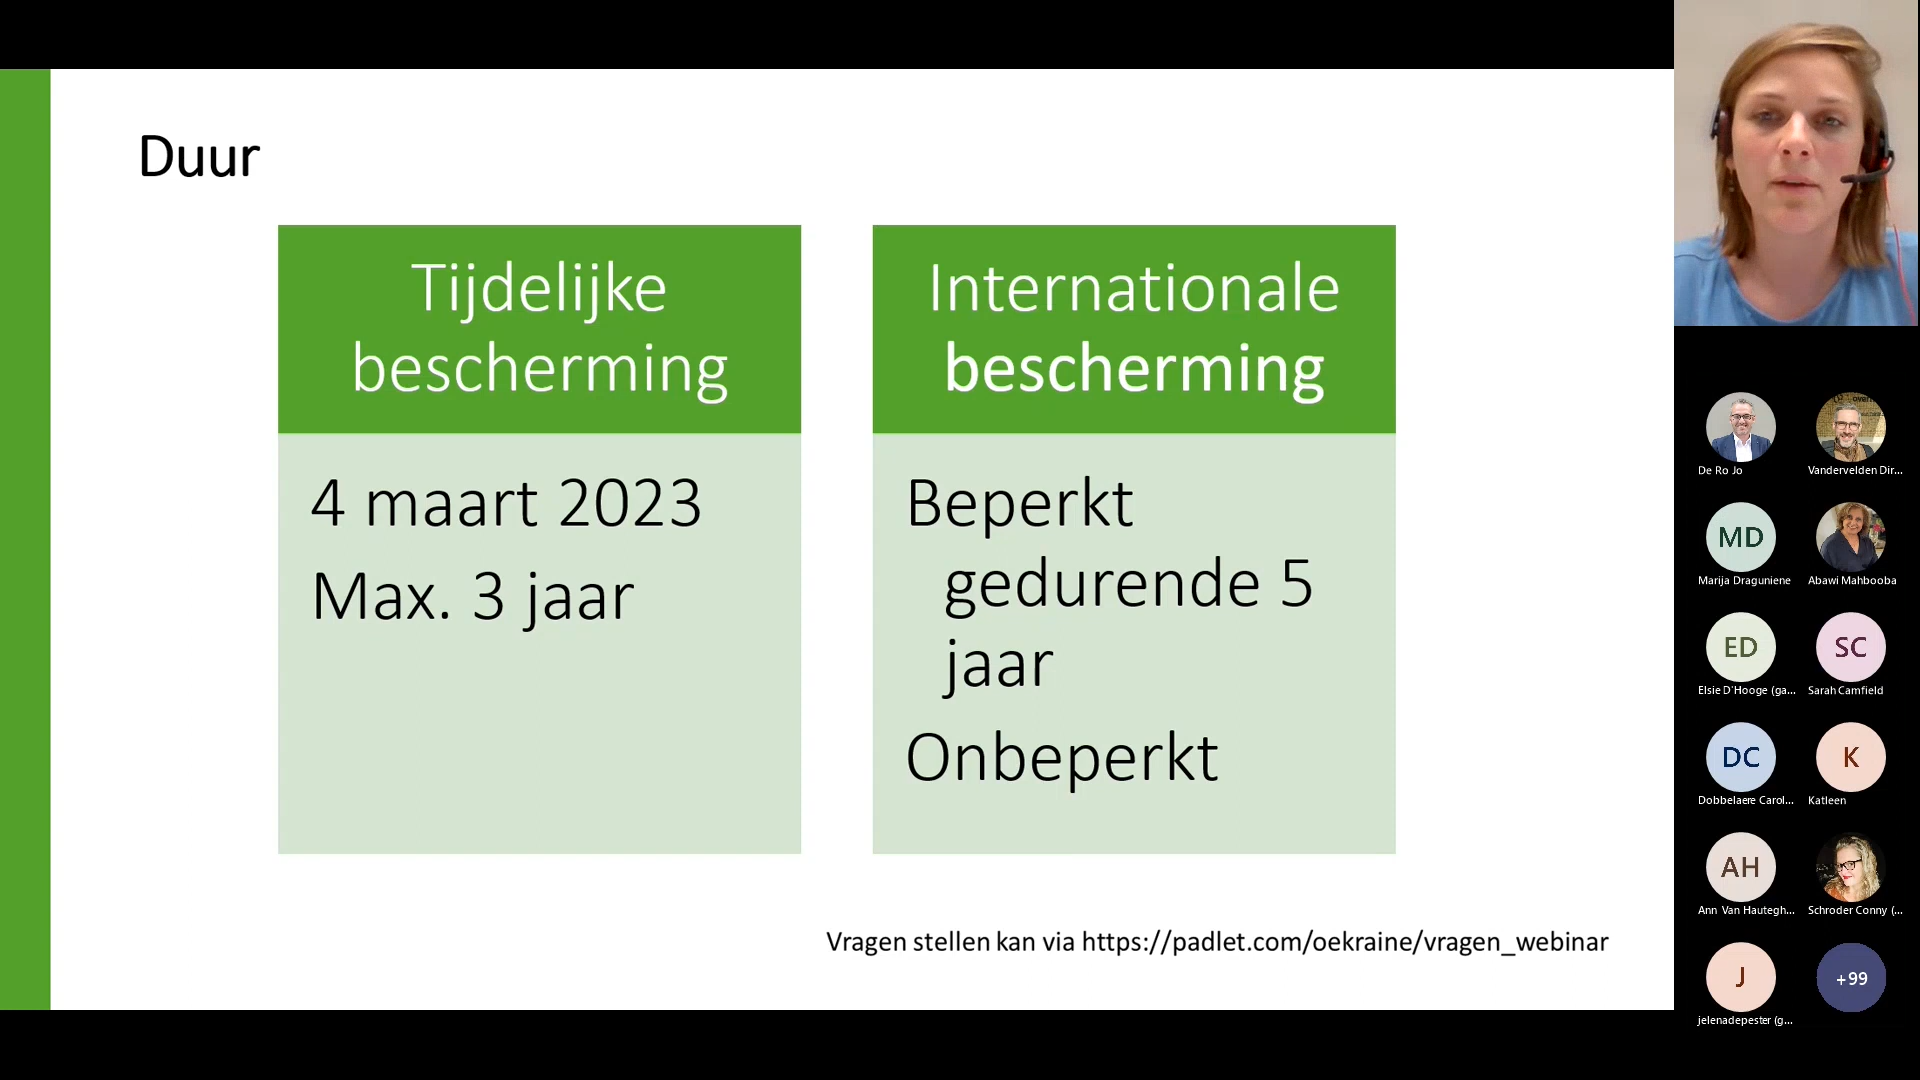 Duur
Tijdelijke
bescherming
4 maart 2023
Max. 3 jaar
Internationale
bescherming
Beperkt
gedurende 5
jaar
Onbeperkt
Vragen stellen kan via https://padlet.com/oekraine/vragen_webinar
De Ro Jo
Vandervelden Dir...
MD
Marija Draguniene
Abawi Mahbooba
ED
Elsie D'Hooge (ga...
SC
Sarah Camfield
DC
Dobbelaere Carol...
K
Katleen
AH
Ann Van Hautegh...
Schroder Conny (...
J
jelenadepester (g...
+99